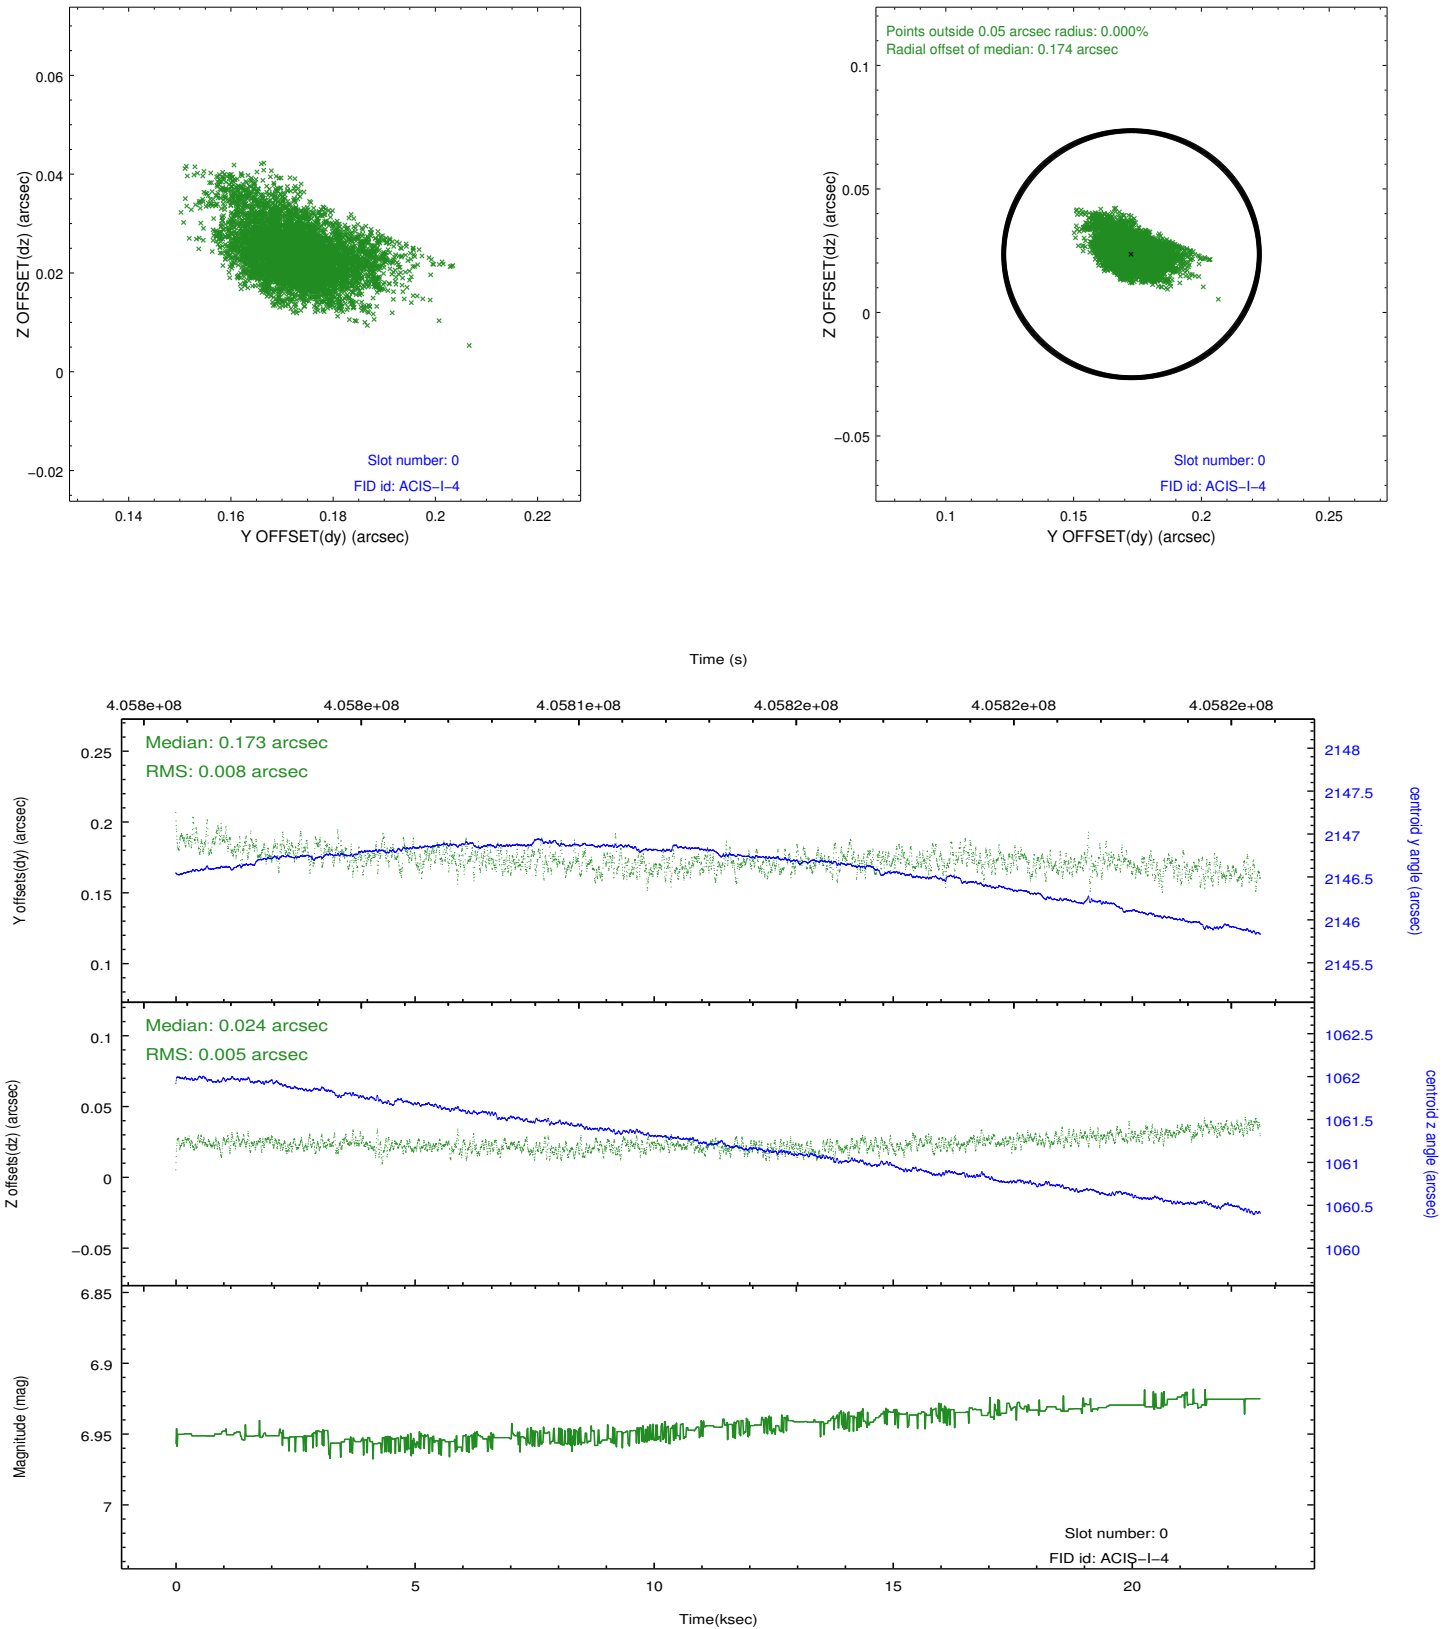 0.06
0.04
0.02
0
−0.02
Z OFFSET(dz) (arcsec)
Slot number: 0
FID id: ACIS−I−4
0.14
0.16
0.18
0.2
0.22
Y OFFSET(dy) (arcsec)
Points outside 0.05 arcsec radius: 0.000%
Radial offset of median: 0.174 arcsec
0.1
0.05
0
−0.05
Z OFFSET(dz) (arcsec)
Slot number: 0
FID id: ACIS−I−4
0.1
0.15
0.2
0.25
Y OFFSET(dy) (arcsec)
Time (s)
4.058e+08
4.058e+08
4.0581e+08
4.0582e+08
4.0582e+08
4.0582e+08
Median: 0.173 arcsec
RMS: 0.008 arcsec
0.25
0.2
0.15
0.1
Y offsets(dy) (arcsec)
2148
2147.5
2147
2146.5
2146
2145.5
centroid y angle (arcsec)
Median: 0.024 arcsec
RMS: 0.005 arcsec
0.1
0.05
0
−0.05
Z offsets(dz) (arcsec)
1062.5
1062
1061.5
1061
1060.5
1060
centroid z angle (arcsec)
6.85
6.9
6.95
7
Magnitude (mag)
Slot number: 0
FID id: ACIS−I−4
0
5
10
15
20
Time(ksec)